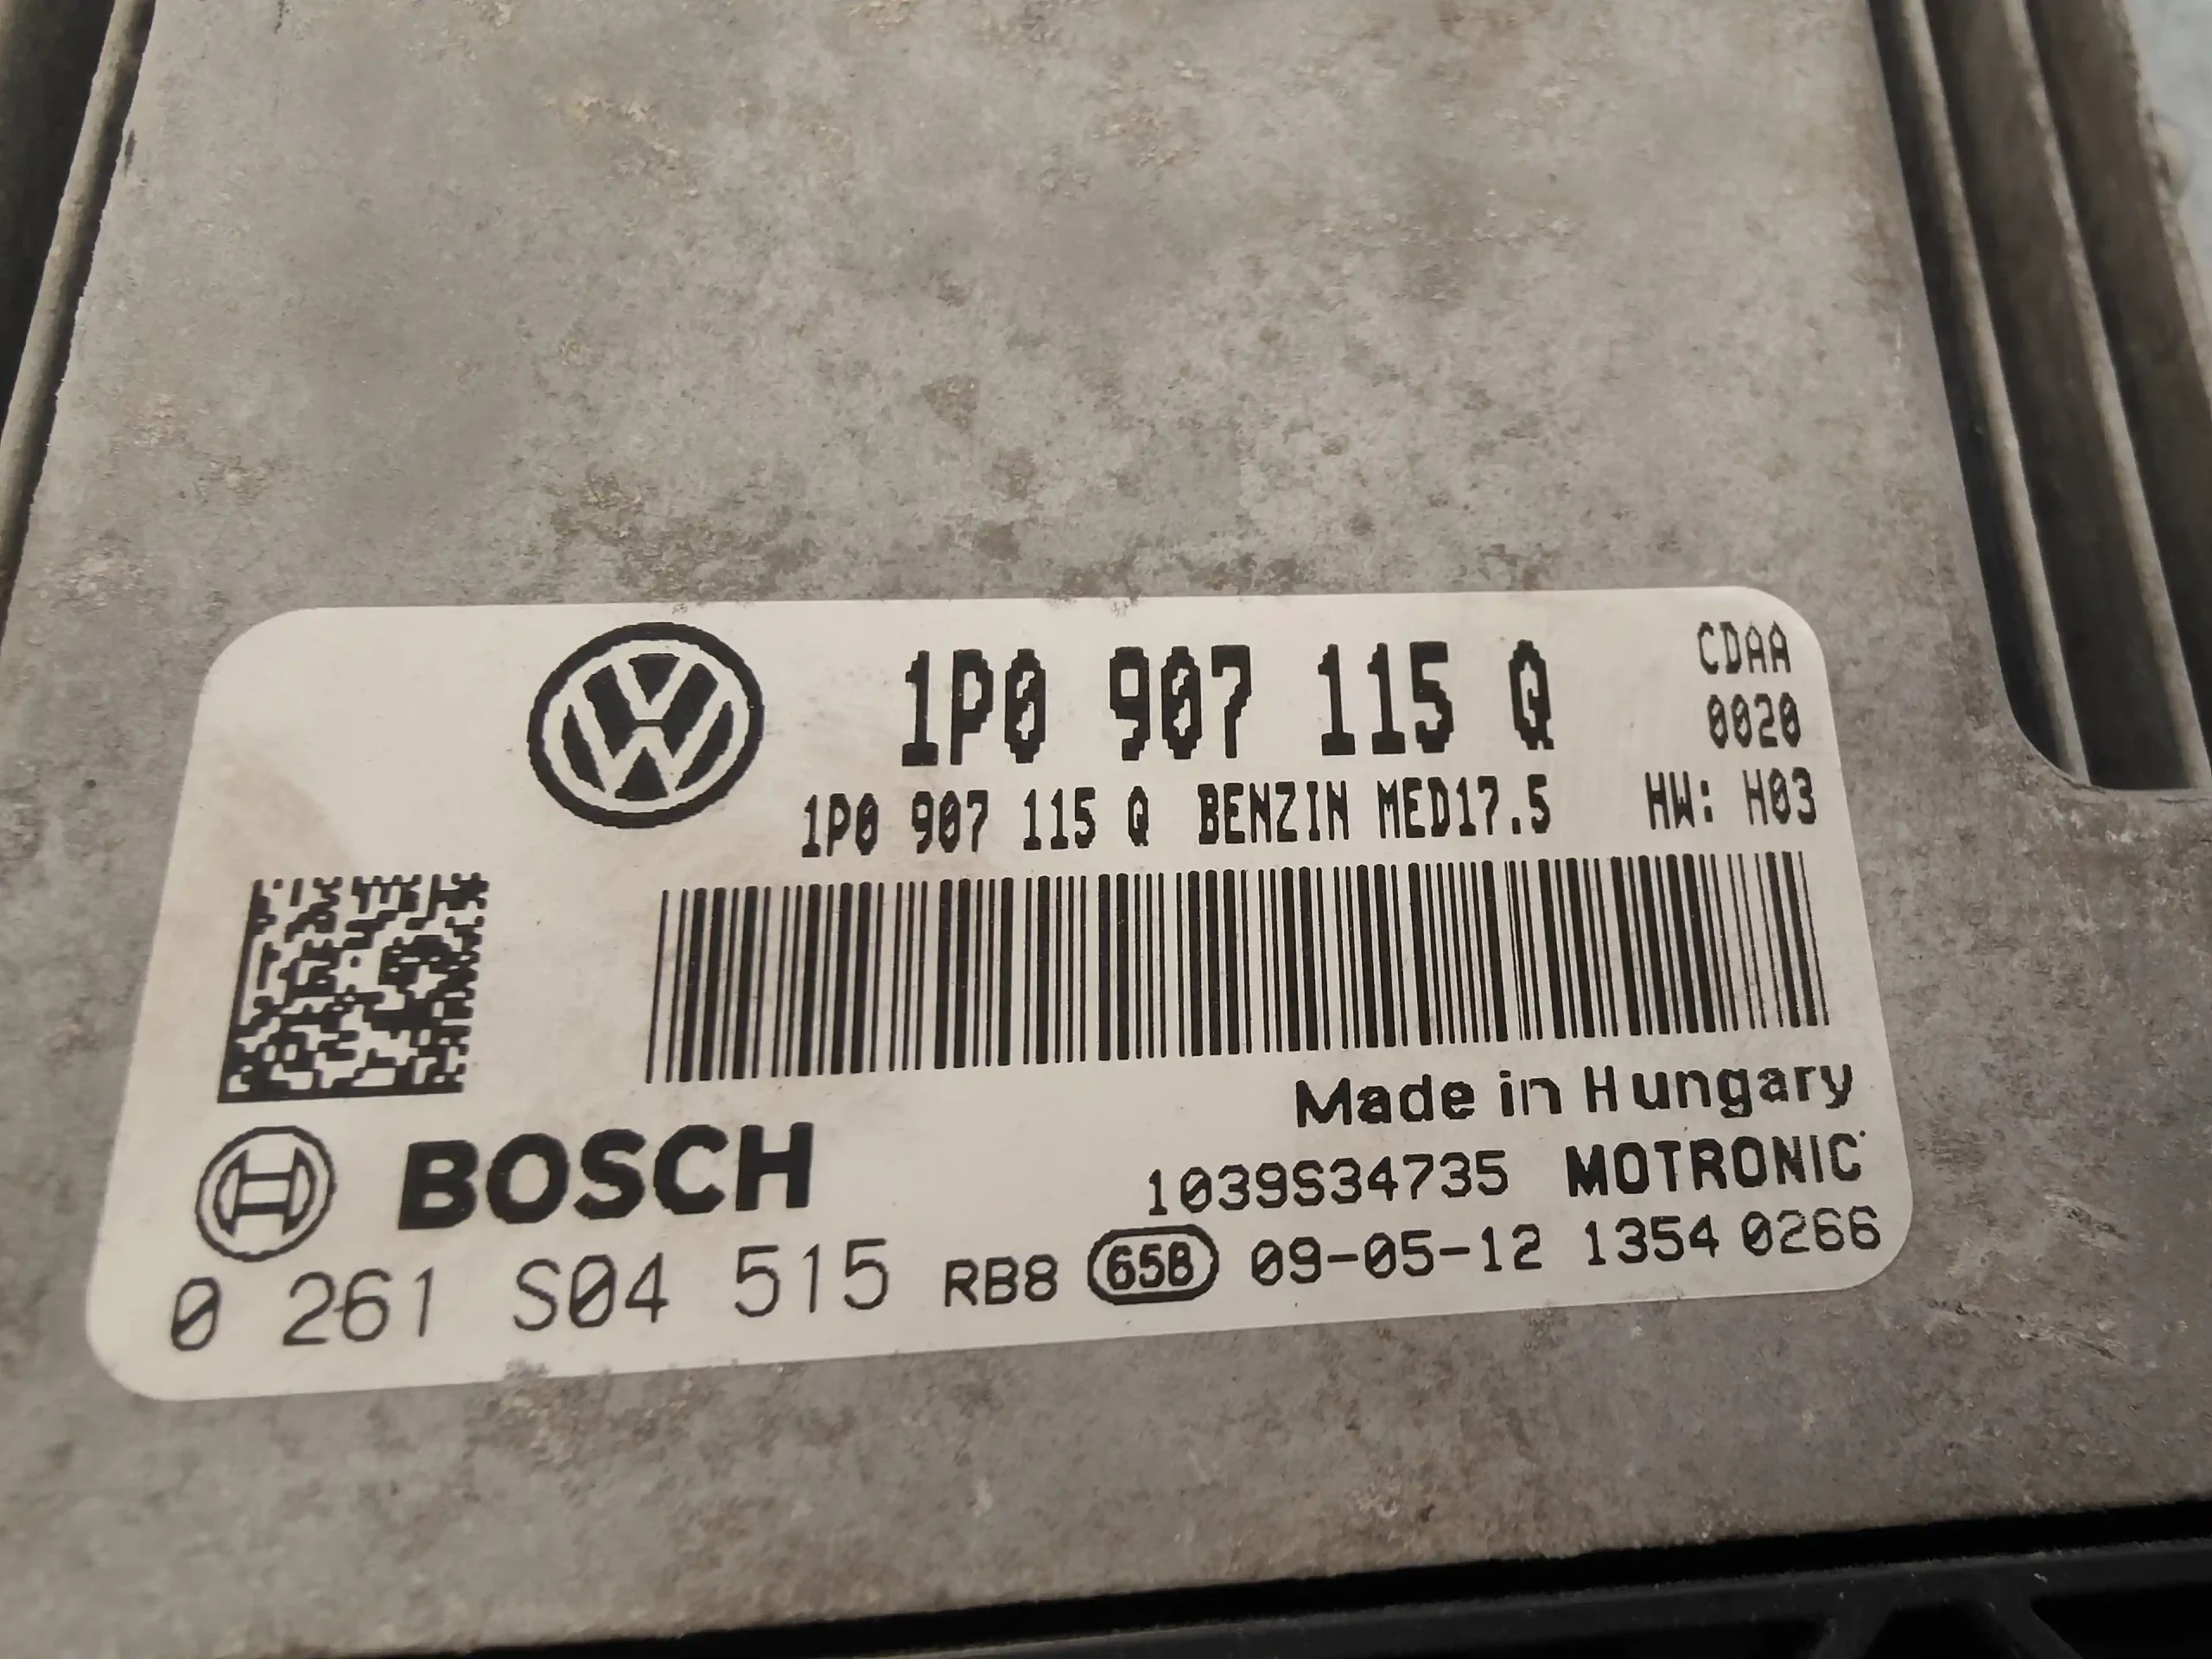 1P0 907 115 Q
CDAA
0020
1P0 907 115 Q BENZIN MED17.5 HW: H03
Made in Hungary
BOSCH
1039S34735 MOTRONIC
0 261 S04 515 RB8 65B 09-05-12 1354 0266